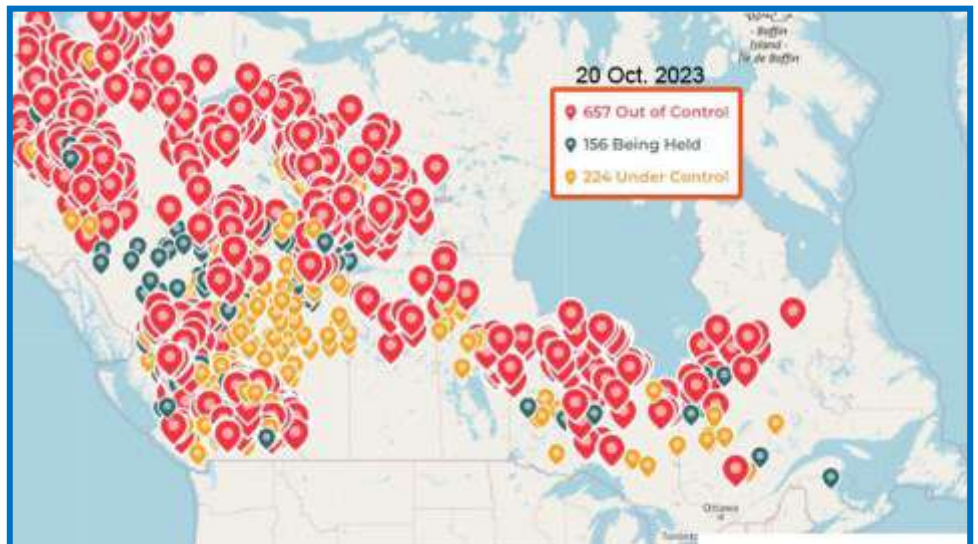 - Baffin
Island -
Île de Baffin
20 Oct. 2023
657 Out of Control
156 Being Held
224 Under Control
Ottawa
Toronto